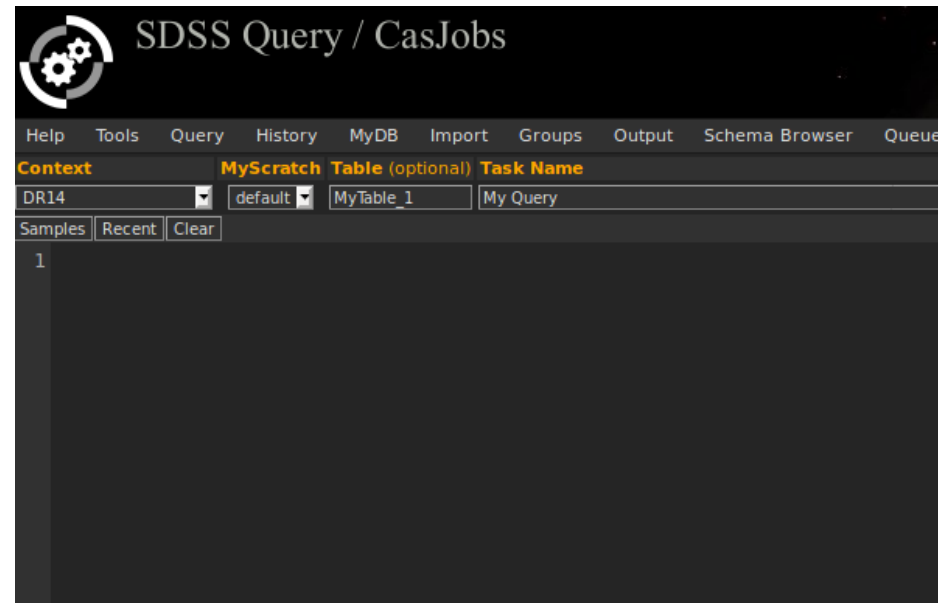 SDSS Query / CasJobs
Help Tools Query History MyDB Import Groups Output Schema Browser Queue
Context MyScratch Table (optional) Task Name
DR14 default MyTable_1 My Query
Samples Recent Clear
1